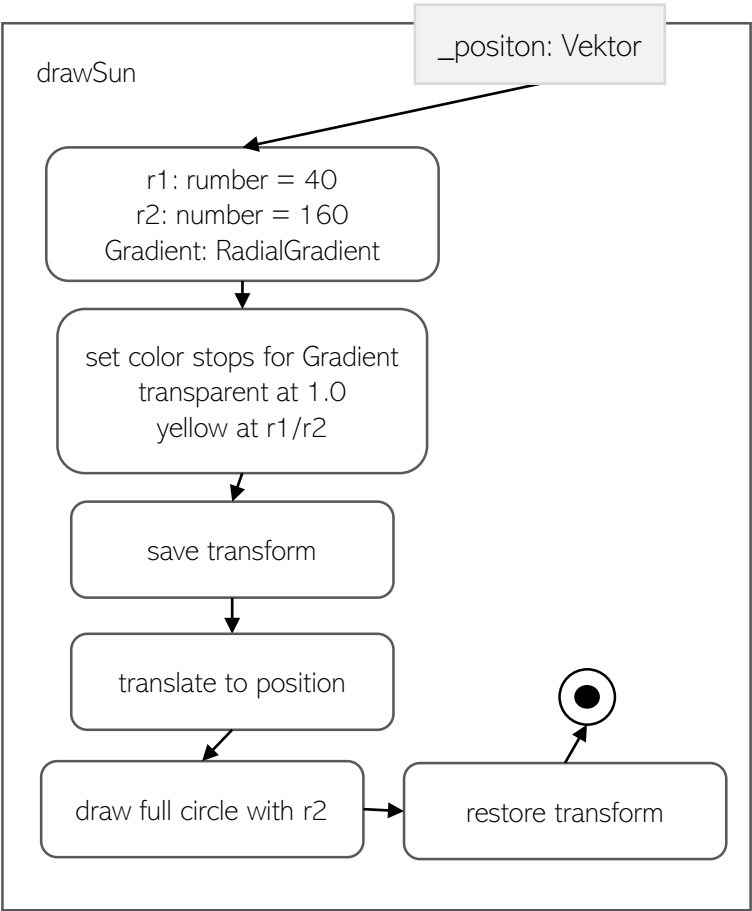 _positon: Vektor
drawSun
r1: rumber = 40
r2: number = 160
Gradient: RadialGradient
set color stops for Gradient
transparent at 1.0
yellow at r1/r2
save transform
translate to position
draw full circle with r2
restore transform